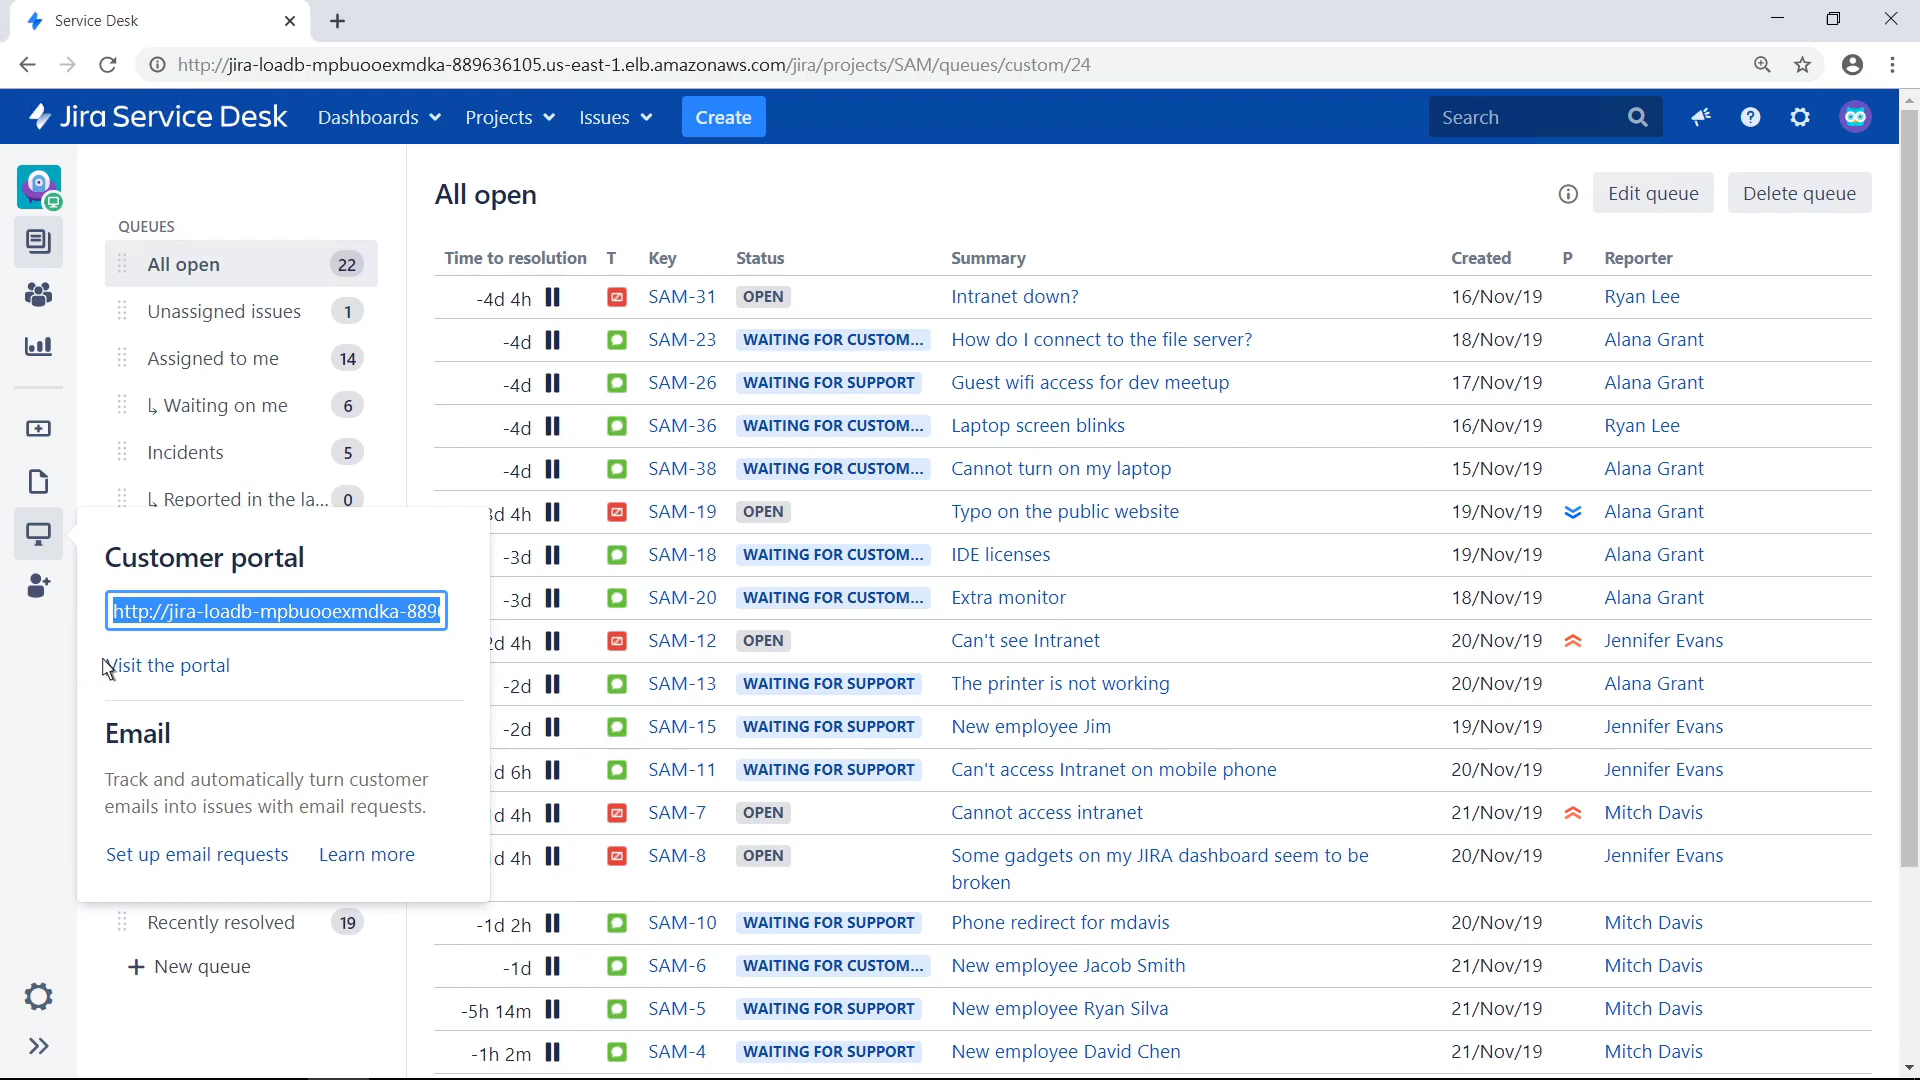 Service Desk
http://jira-loadb-mpbuooexmdka-889636105.us-east-1.elb.amazonaws.com/jira/projects/SAM/queues/custom/24
Jira Service Desk Dashboards Projects Issues Create Search
All open
Edit queue Delete queue
QUEUES
All open 22
Unassigned issues 1
Assigned to me 14
Waiting on me 6
Incidents 5
Reported in the la... 0
Customer portal
http://jira-loadb-mpbuooexmdka-889
Visit the portal
Email
Track and automatically turn customer
emails into issues with email requests.
Set up email requests Learn more
Recently resolved 19
+ New queue
Time to resolution T Key Status Summary Created P Reporter
-4d 4h SAM-31 OPEN Intranet down? 16/Nov/19 Ryan Lee
-4d SAM-23 WAITING FOR CUSTOM... How do I connect to the file server? 18/Nov/19 Alana Grant
-4d SAM-26 WAITING FOR SUPPORT Guest wifi access for dev meetup 17/Nov/19 Alana Grant
-4d SAM-36 WAITING FOR CUSTOM... Laptop screen blinks 16/Nov/19 Ryan Lee
-4d SAM-38 WAITING FOR CUSTOM... Cannot turn on my laptop 15/Nov/19 Alana Grant
3d 4h SAM-19 OPEN Typo on the public website 19/Nov/19 Alana Grant
-3d SAM-18 WAITING FOR CUSTOM... IDE licenses 19/Nov/19 Alana Grant
-3d SAM-20 WAITING FOR CUSTOM... Extra monitor 18/Nov/19 Alana Grant
2d 4h SAM-12 OPEN Can't see Intranet 20/Nov/19 Jennifer Evans
-2d SAM-13 WAITING FOR SUPPORT The printer is not working 20/Nov/19 Alana Grant
-2d SAM-15 WAITING FOR SUPPORT New employee Jim 19/Nov/19 Jennifer Evans
d 6h SAM-11 WAITING FOR SUPPORT Can't access Intranet on mobile phone 20/Nov/19 Jennifer Evans
d 4h SAM-7 OPEN Cannot access intranet 21/Nov/19 Mitch Davis
d 4h SAM-8 OPEN Some gadgets on my JIRA dashboard seem to be 20/Nov/19 Jennifer Evans
broken
-1d 2h SAM-10 WAITING FOR SUPPORT Phone redirect for mdavis 20/Nov/19 Mitch Davis
-1d SAM-6 WAITING FOR CUSTOM... New employee Jacob Smith 21/Nov/19 Mitch Davis
-5h 14m SAM-5 WAITING FOR SUPPORT New employee Ryan Silva 21/Nov/19 Mitch Davis
-1h 2m SAM-4 WAITING FOR SUPPORT New employee David Chen 21/Nov/19 Mitch Davis